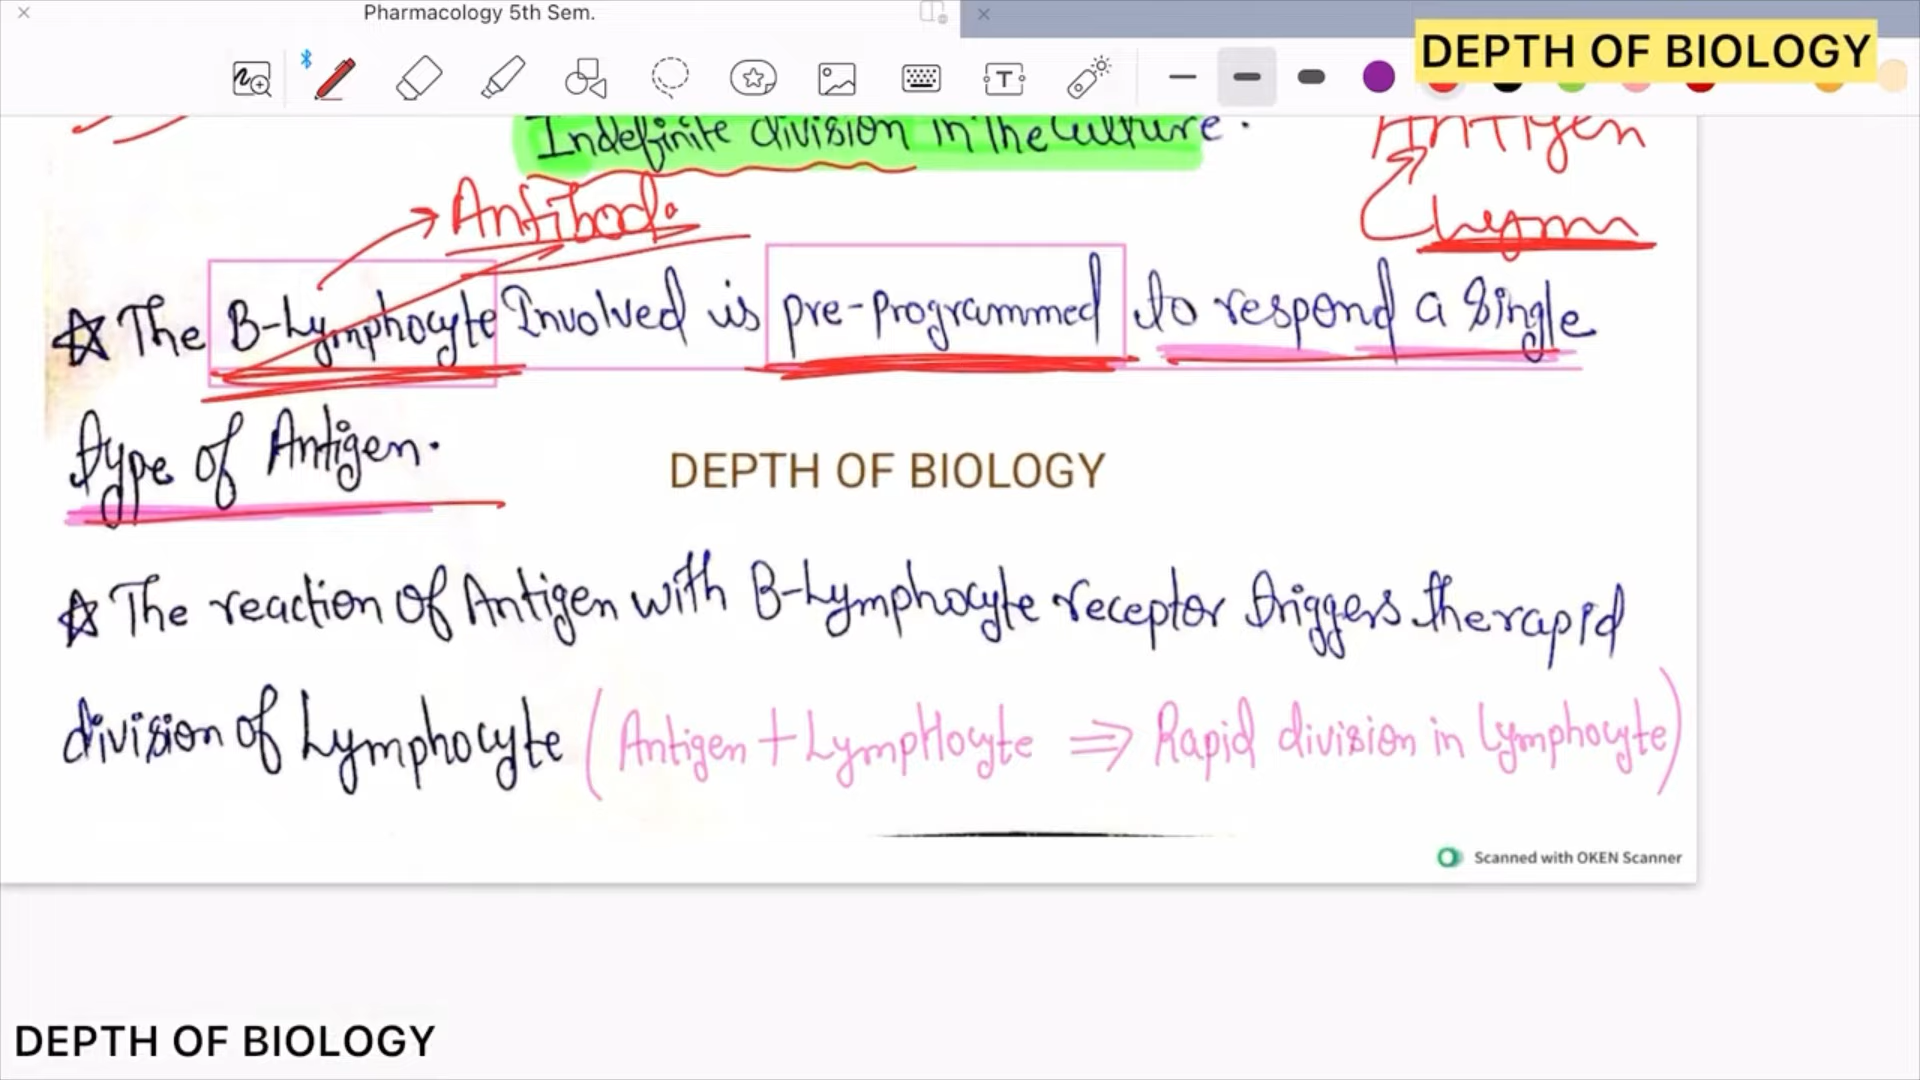 Pharmacology 5th Sem.
DEPTH OF BIOLOGY
Indefinite division in the Culture.
Antigen
Antibody
Lym
☆ The B-Lymphocyte Involved is pre-programmed to respond a Single
type of Antigen.
DEPTH OF BIOLOGY
☆ The reaction of Antigen with B-Lymphocyte receptor triggers the rapid
division of Lymphocyte (Antigen + LympHocyte ⇒ Rapid division in Lymphocyte)
Scanned with OKEN Scanner
DEPTH OF BIOLOGY